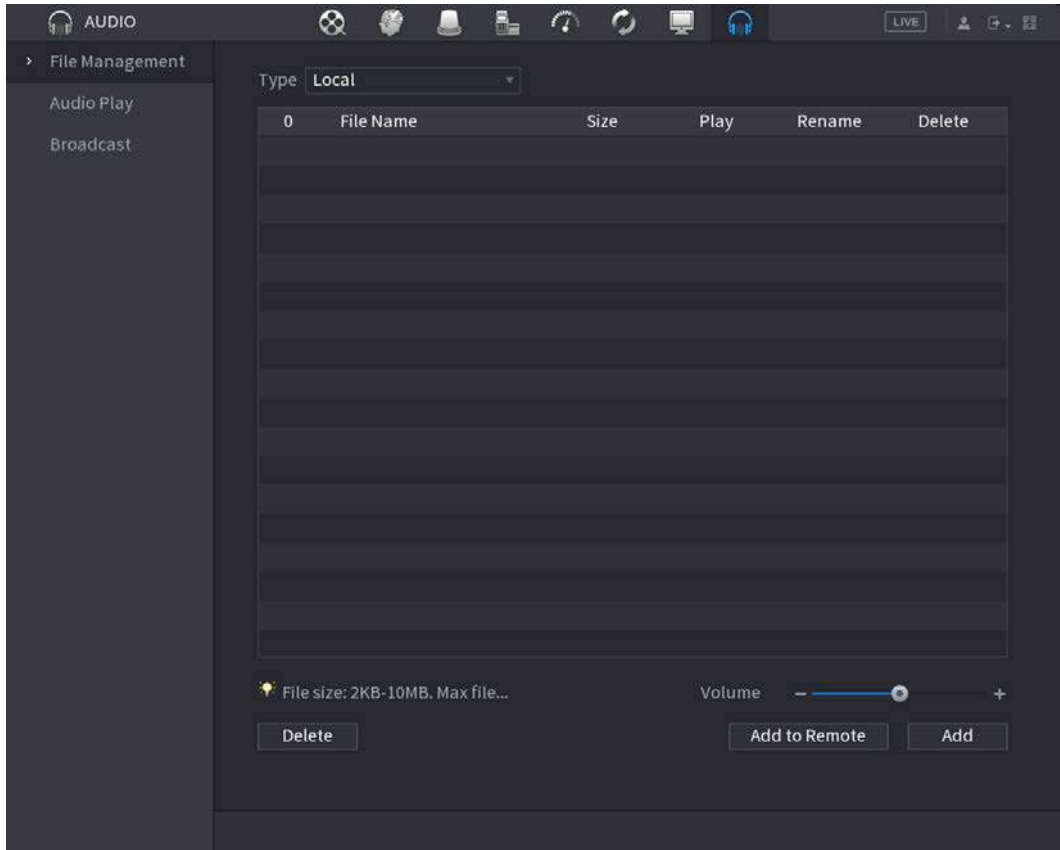 AUDIO
LIVE
File Management
Audio Play
Broadcast
Type Local
0 File Name Size Play Rename Delete
File size: 2KB-10MB. Max file...
Volume
Delete
Add to Remote
Add